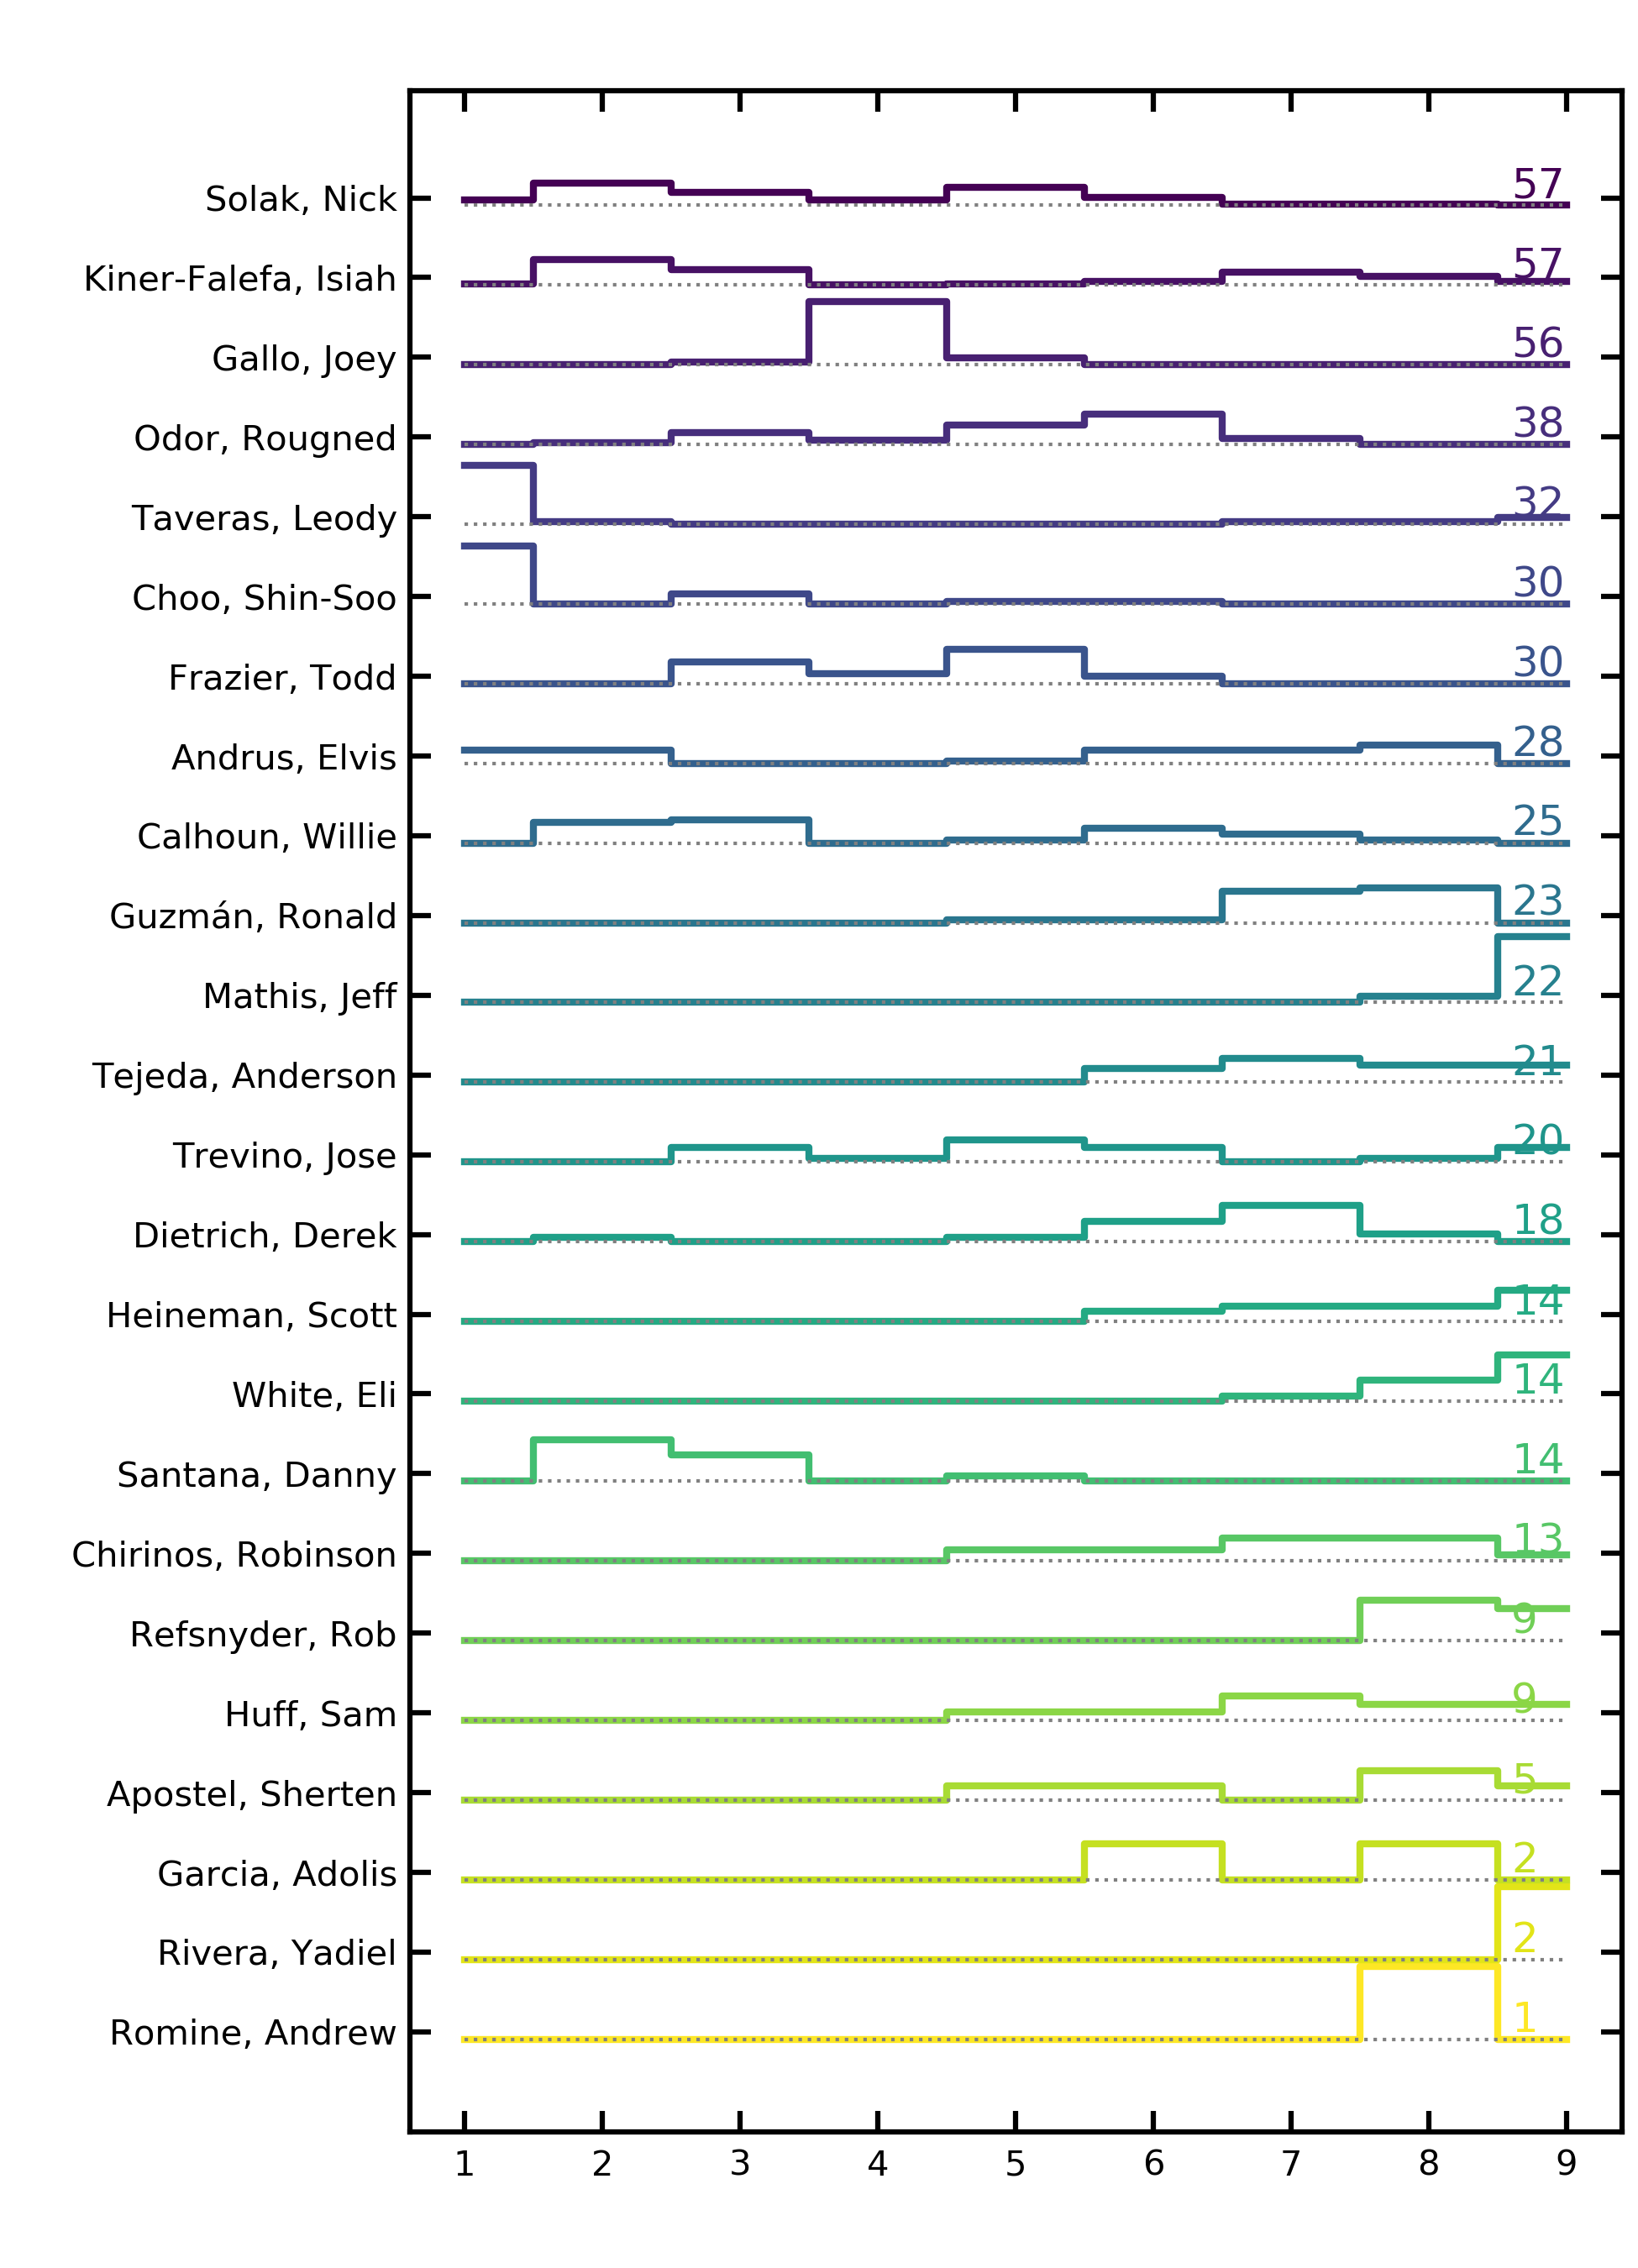 Solak, Nick 57
Kiner-Falefa, Isiah 57
Gallo, Joey 56
Odor, Rougned 38
Taveras, Leody 32
Choo, Shin-Soo 30
Frazier, Todd 30
Andrus, Elvis 28
Calhoun, Willie 25
Guzmán, Ronald 23
Mathis, Jeff 22
Tejeda, Anderson 21
Trevino, Jose 20
Dietrich, Derek 18
Heineman, Scott 14
White, Eli 14
Santana, Danny 14
Chirinos, Robinson 13
Refsnyder, Rob 9
Huff, Sam 9
Apostel, Sherten 5
Garcia, Adolis 2
Rivera, Yadiel 2
Romine, Andrew 1
1 2 3 4 5 6 7 8 9